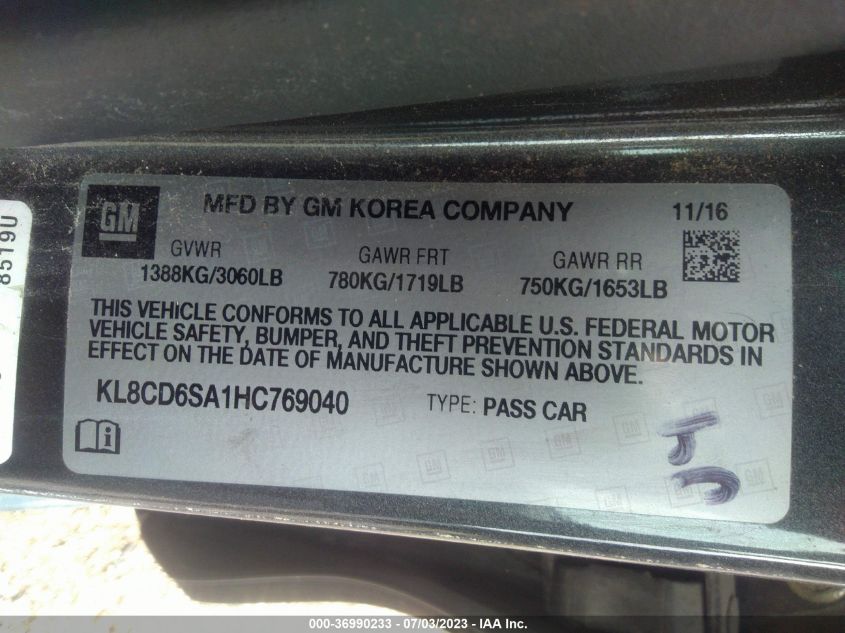 8519U
GM
MFD BY GM KOREA COMPANY
11/16
GVWR
GAWR FRT
GAWR RR
1388KG/3060LB
780KG/1719LB
750KG/1653LB
THIS VEHICLE CONFORMS TO ALL APPLICABLE U.S. FEDERAL MOTOR
VEHICLE SAFETY, BUMPER, AND THEFT PREVENTION STANDARDS IN
EFFECT ON THE DATE OF MANUFACTURE SHOWN ABOVE.
KL8CD6SA1HC769040
TYPE: PASS CAR
000-36990233 - 07/03/2023 - IAA Inc.